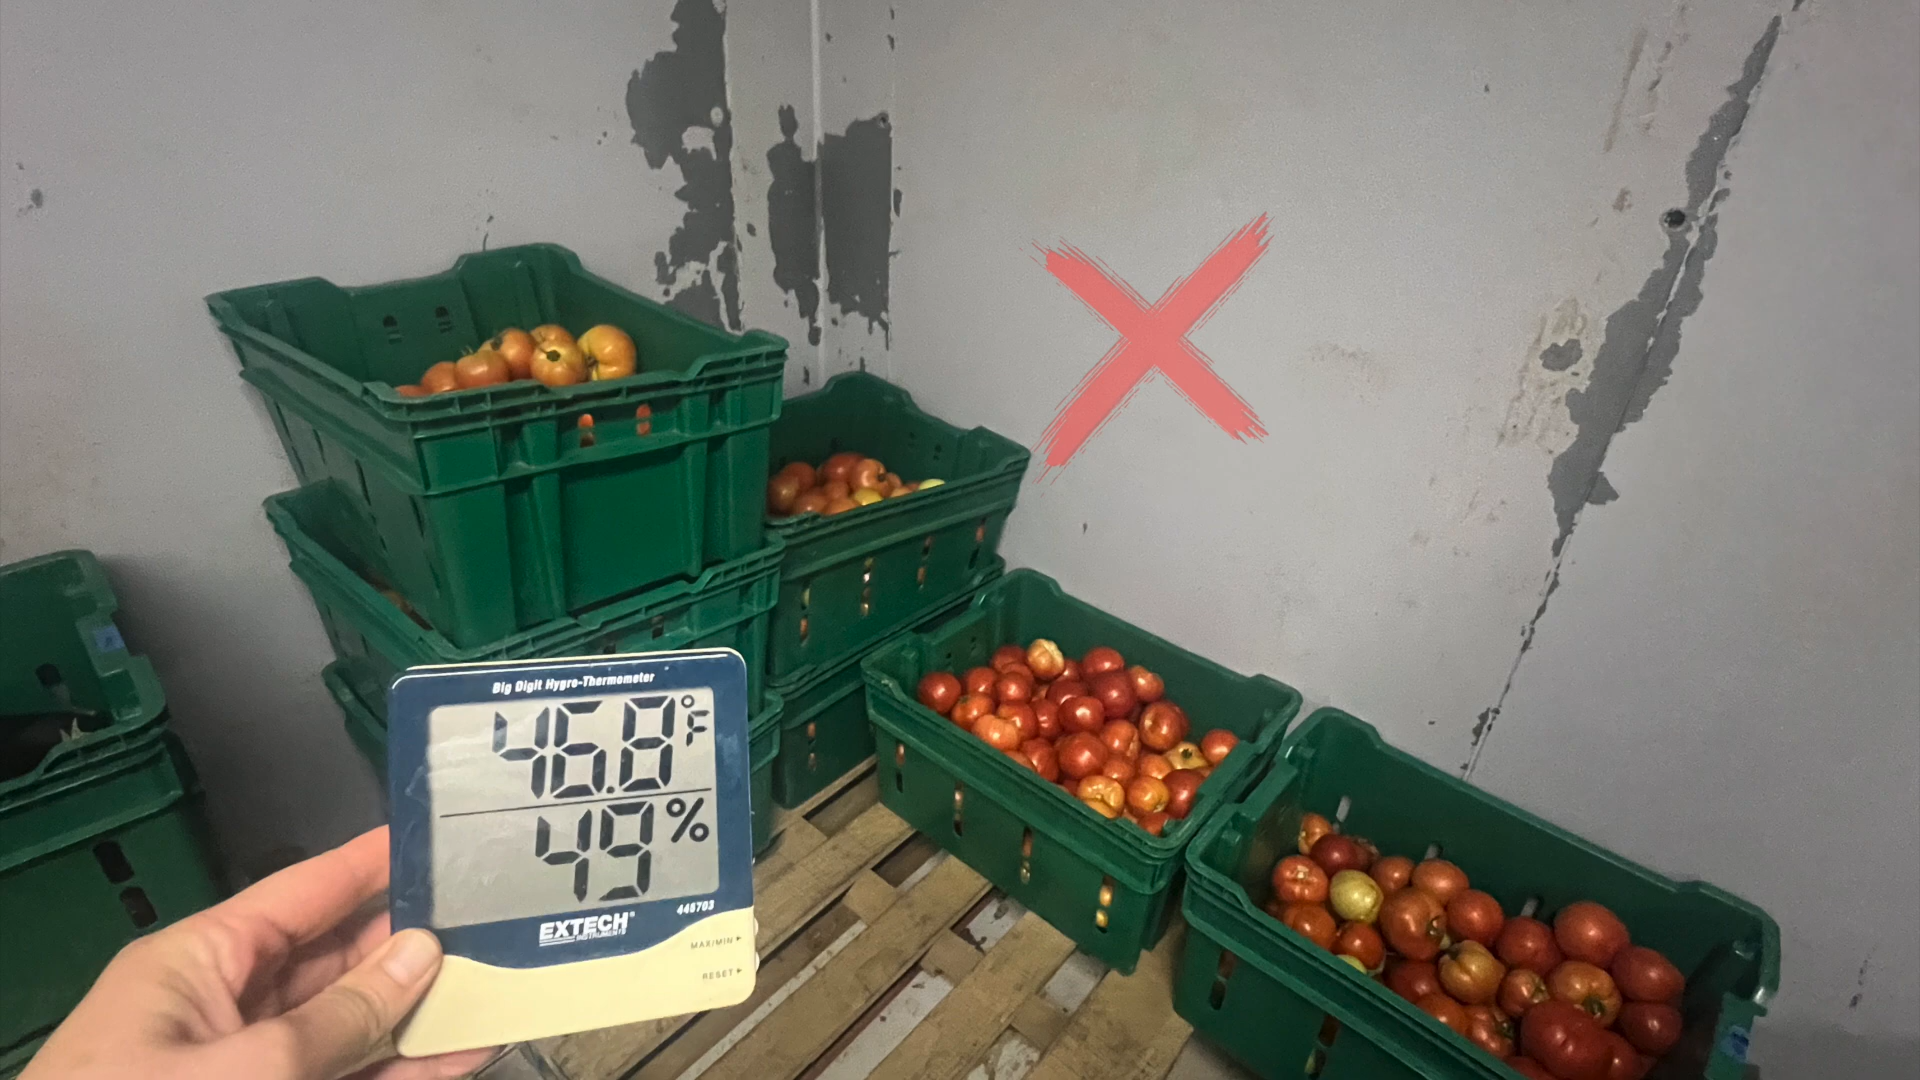 Big Digit Hygro-Thermometer
46.8°F
49%
EXTECH®
INSTRUMENTS
445703
MAX/MIN ▸
RESET ▸